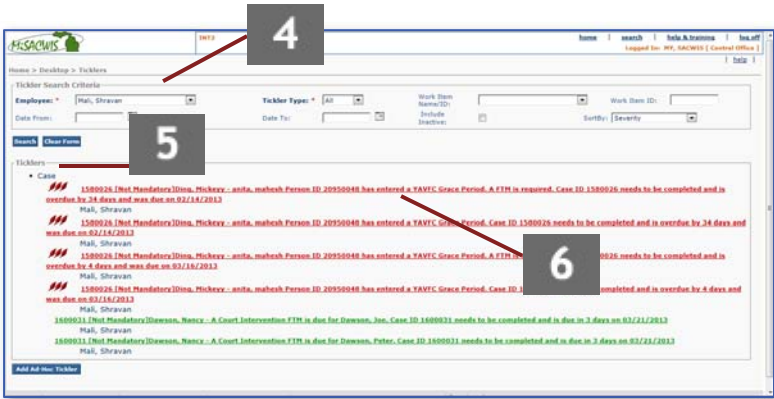 MiSACWIS
INT2
home | search | help & training | log off
Logged In: MY, SACWIS [ Central Office ]
| help |
Home > Desktop > Ticklers
Tickler Search Criteria
Employee: * Mali, Shravan Tickler Type: * All Work Item Name/ID: Work Item ID:
Date From: Date To: Include Inactive: SortBy: Severity
Search Clear Form
Ticklers
• Case
1580026 [Not Mandatory]Ding, Mickeyy - anita, mahesh Person ID 20950048 has entered a YAVFC Grace Period. A FTM is required. Case ID 1580026 needs to be completed and is
overdue by 34 days and was due on 02/14/2013
Mali, Shravan
1580026 [Not Mandatory]Ding, Mickeyy - anita, mahesh Person ID 20950048 has entered a YAVFC Grace Period. Case ID 1580026 needs to be completed and is overdue by 34 days and
was due on 02/14/2013
Mali, Shravan
1580026 [Not Mandatory]Ding, Mickeyy - anita, mahesh Person ID 20950048 has entered a YAVFC Grace Period. A FTM is 0026 needs to be completed and is
overdue by 4 days and was due on 03/16/2013
Mali, Shravan
1580026 [Not Mandatory]Ding, Mickeyy - anita, mahesh Person ID 20950048 has entered a YAVFC Grace Period. Case ID 1 ompleted and is overdue by 4 days and
was due on 03/16/2013
Mali, Shravan
1600031 [Not Mandatory]Dawson, Nancy - A Court Intervention FTM is due for Dawson, Joe. Case ID 1600031 needs to be completed and is due in 3 days on 03/21/2013
Mali, Shravan
1600031 [Not Mandatory]Dawson, Nancy - A Court Intervention FTM is due for Dawson, Peter. Case ID 1600031 needs to be completed and is due in 3 days on 03/21/2013
Mali, Shravan
Add Ad-Hoc Tickler
4
5
6